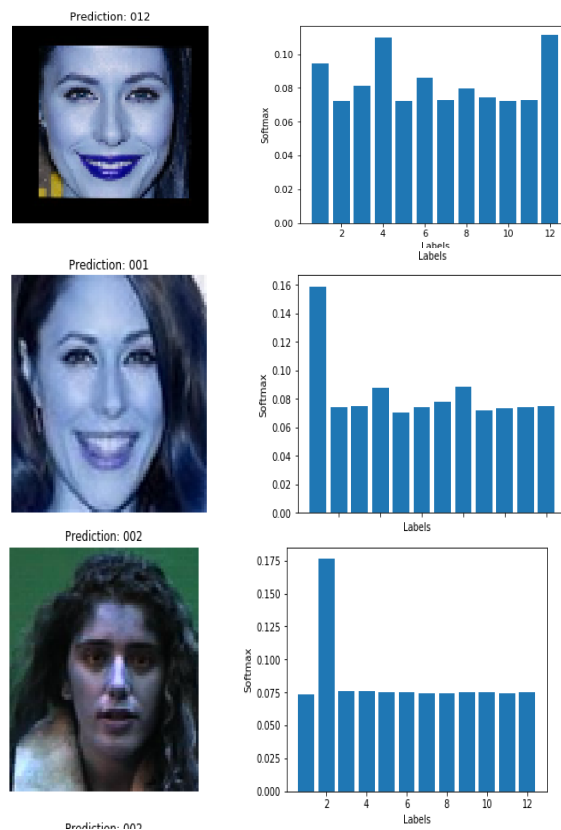 Prediction: 012
0.10
0.08
0.06
0.04
0.02
0.00
Softmax
2 4 6 8 10 12
Labels
Labels
Prediction: 001
0.16
0.14
0.12
0.10
0.08
0.06
0.04
0.02
0.00
Softmax
Labels
Prediction: 002
0.175
0.150
0.125
0.100
0.075
0.050
0.025
0.000
Softmax
2 4 6 8 10 12
Labels
Prediction: 002